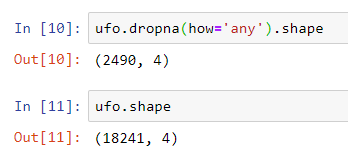 In [10]: ufo.dropna(how='any').shape
Out[10]: (2490, 4)
In [11]: ufo.shape
Out[11]: (18241, 4)